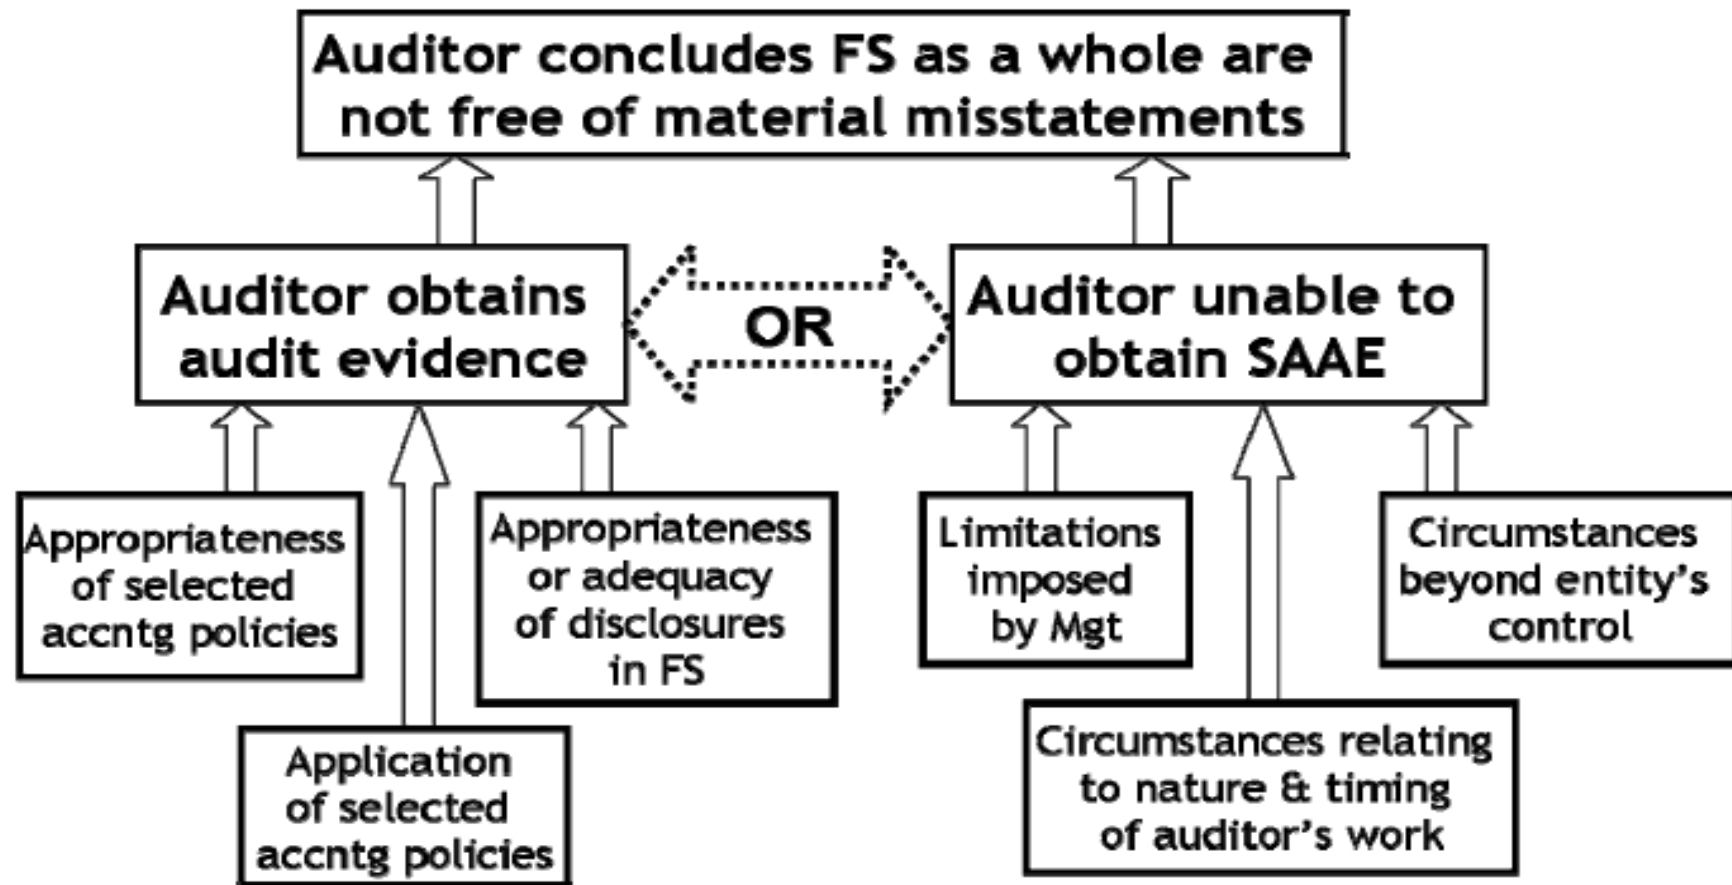 Auditor concludes FS as a whole are
not free of material misstatements
Auditor obtains
audit evidence
OR
Auditor unable to
obtain SAAE
Appropriateness
of selected
accntg policies
Appropriateness
or adequacy
of disclosures
in FS
Application
of selected
accntg policies
Limitations
imposed
by Mgt
Circumstances
beyond entity's
control
Circumstances relating
to nature & timing
of auditor's work